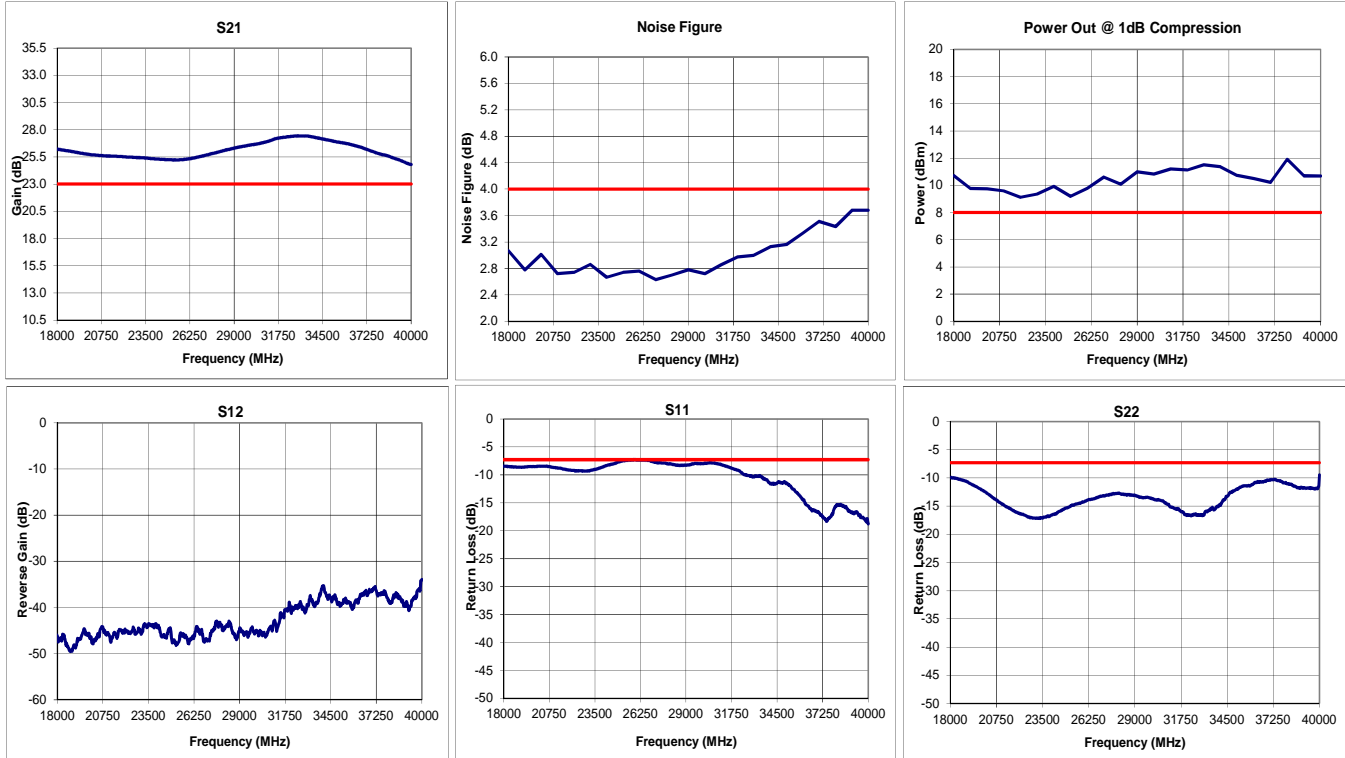 S21
35.5
33.0
30.5
28.0
25.5
23.0
20.5
18.0
15.5
13.0
10.5
Gain (dB)
18000 20750 23500 26250 29000 31750 34500 37250 40000
Frequency (MHz)
Noise Figure
6.0
5.6
5.2
4.8
4.4
4.0
3.6
3.2
2.8
2.4
2.0
Noise Figure (dB)
18000 20750 23500 26250 29000 31750 34500 37250 40000
Frequency (MHz)
Power Out @ 1dB Compression
20
18
16
14
12
10
8
6
4
2
0
Power (dBm)
18000 20750 23500 26250 29000 31750 34500 37250 40000
Frequency (MHz)
S12
0
-10
-20
-30
-40
-50
-60
Reverse Gain (dB)
18000 20750 23500 26250 29000 31750 34500 37250 40000
Frequency (MHz)
S11
0
-5
-10
-15
-20
-25
-30
-35
-40
-45
-50
Return Loss (dB)
18000 20750 23500 26250 29000 31750 34500 37250 40000
Frequency (MHz)
S22
0
-5
-10
-15
-20
-25
-30
-35
-40
-45
-50
Return Loss (dB)
18000 20750 23500 26250 29000 31750 34500 37250 40000
Frequency (MHz)